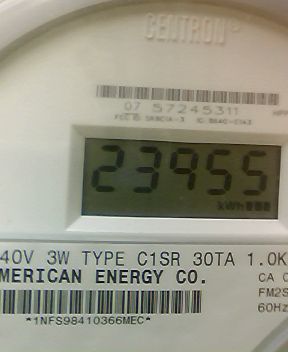 CENTRON®
07 57245311
23955
kWh
40V 3W TYPE C1SR 30TA 1.0K
MERICAN ENERGY CO.
CA 0
FM2S
60Hz
*1NFS98410366MEC*